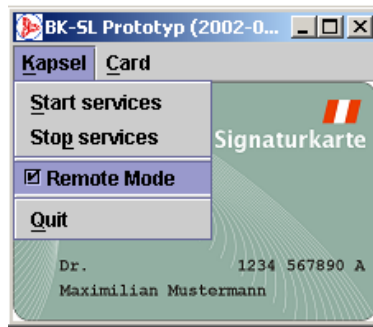 BK-SL Prototyp (2002-0...
Kapsel Card
Start services
Stop services
Signaturkarte
Remote Mode
Quit
Dr. 1234 567890 A
Maximilian Mustermann